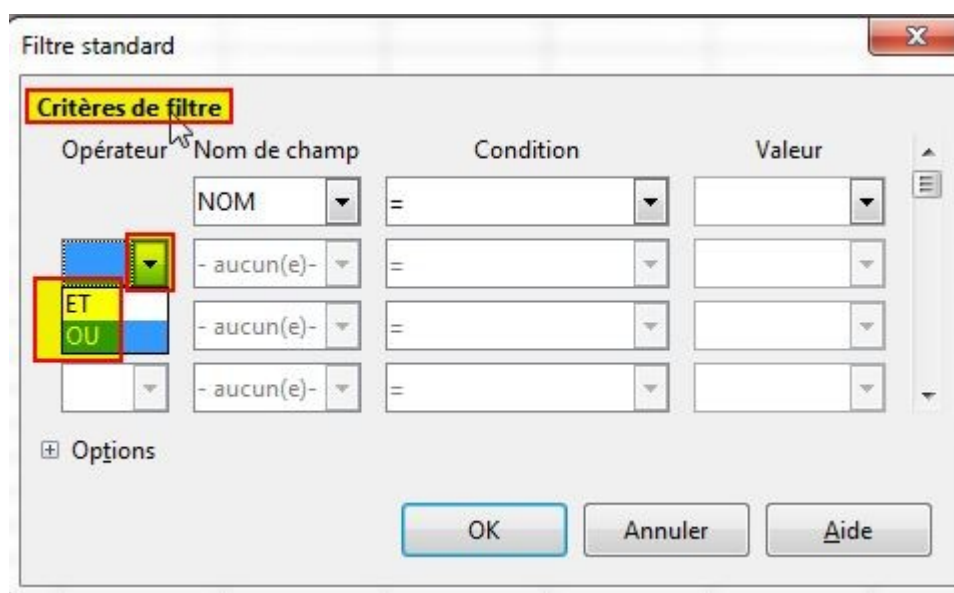 Filtre standard
Critères de filtre
Opérateur Nom de champ Condition Valeur
NOM =
- aucun(e)- =
ET
OU - aucun(e)- =
- aucun(e)- =
Options
OK Annuler Aide